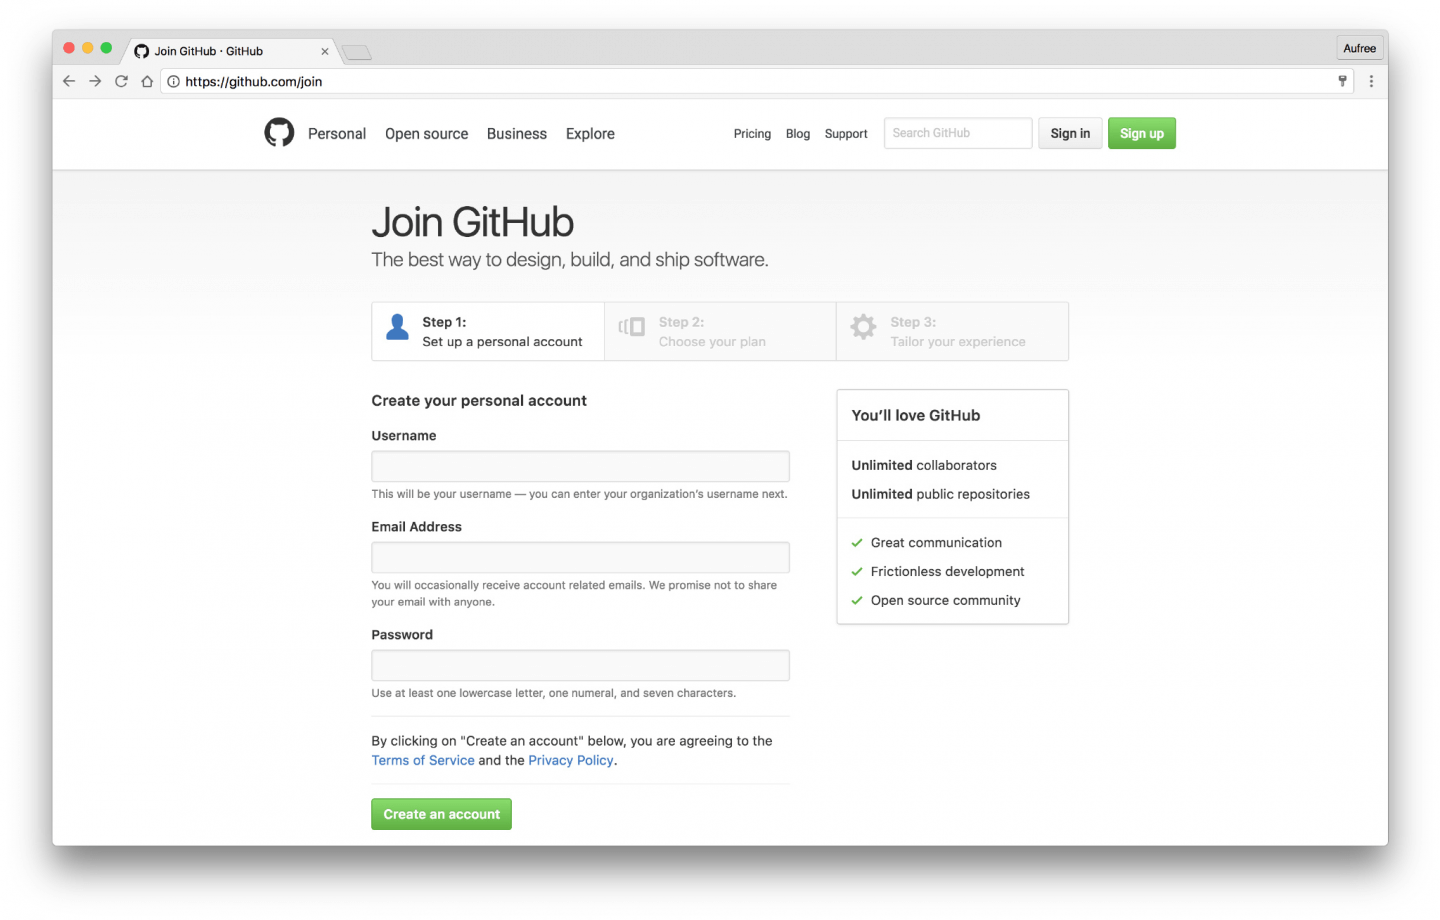 Join GitHub · GitHub
Aufree
https://github.com/join
Personal Open source Business Explore Pricing Blog Support Search GitHub Sign in Sign up
Join GitHub
The best way to design, build, and ship software.
Step 1:
Set up a personal account
Step 2:
Choose your plan
Step 3:
Tailor your experience
Create your personal account
Username
This will be your username — you can enter your organization’s username next.
Email Address
You will occasionally receive account related emails. We promise not to share
your email with anyone.
Password
Use at least one lowercase letter, one numeral, and seven characters.
By clicking on "Create an account" below, you are agreeing to the
Terms of Service and the Privacy Policy.
Create an account
You’ll love GitHub
Unlimited collaborators
Unlimited public repositories
Great communication
Frictionless development
Open source community